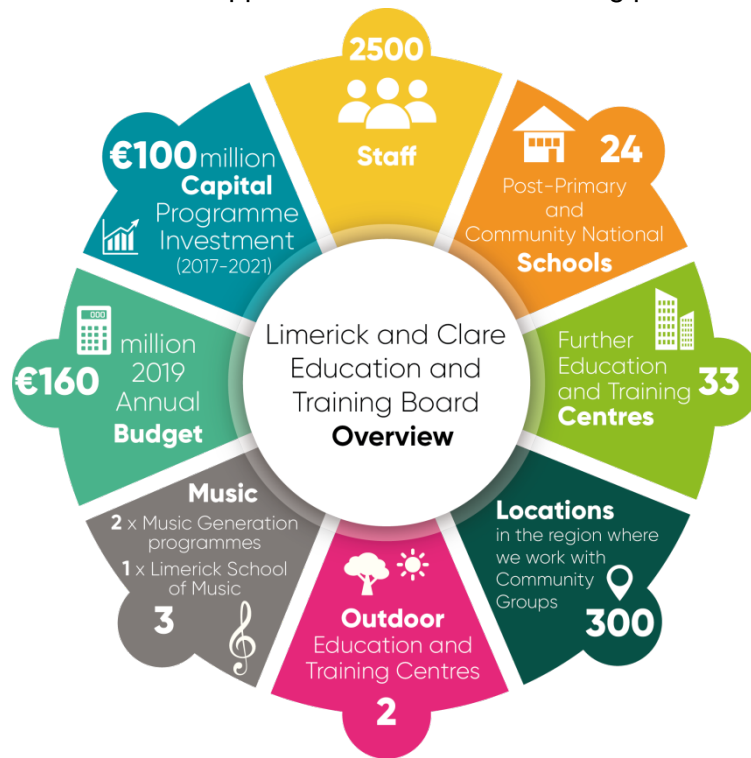 2500
Staff
24
Post-Primary
and
Community National
Schools
Further
Education
and Training
Centres
33
Locations
in the region where
we work with
Community
Groups
300
Outdoor
Education and
Training Centres
2
Music
2 x Music Generation
programmes
1 x Limerick School
of Music
3
€160
million
2019
Annual
Budget
€100 million
Capital
Programme
Investment
(2017-2021)
Limerick and Clare
Education and
Training Board
Overview